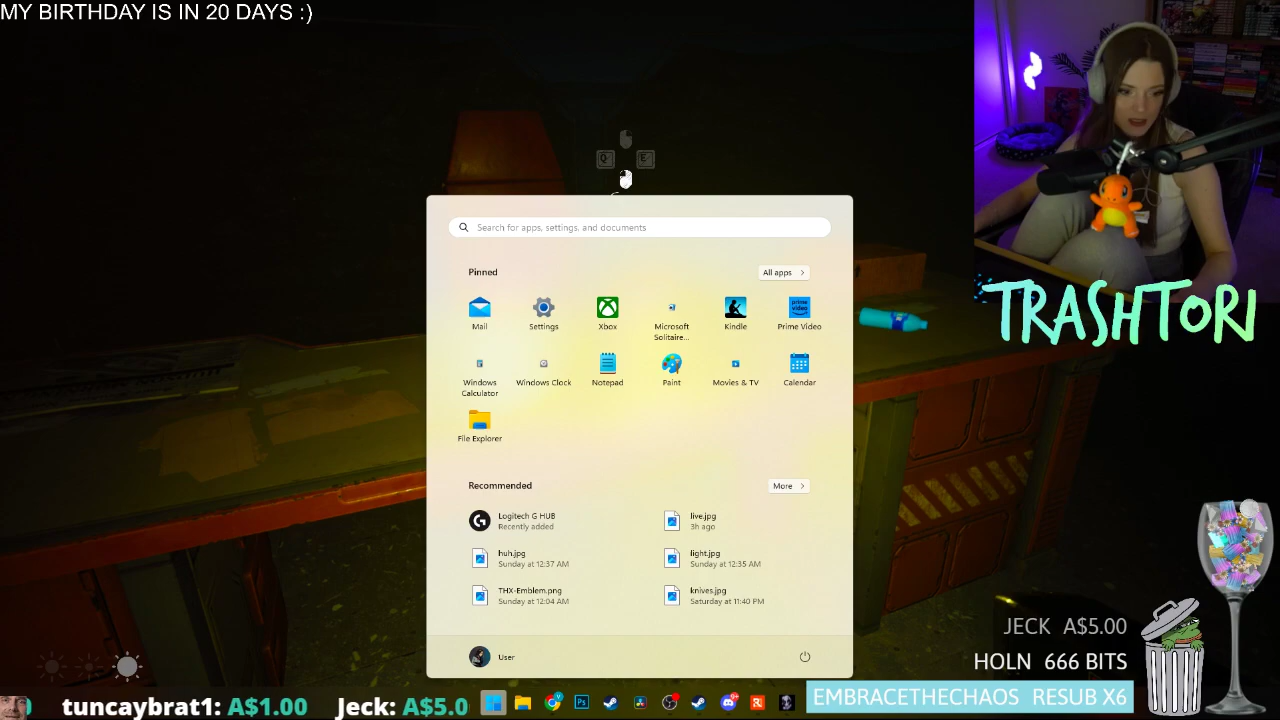 MY BIRTHDAY IS IN 20 DAYS :)
Q
E
Search for apps, settings, and documents
Pinned
All apps
Mail
Settings
Xbox
Microsoft
Solitaire...
Kindle
prime
video
Prime Video
Windows
Calculator
Windows Clock
Notepad
Paint
Movies & TV
Calendar
File Explorer
Recommended
More
Logitech G HUB
Recently added
live.jpg
3h ago
huh.jpg
Sunday at 12:37 AM
light.jpg
Sunday at 12:35 AM
THX-Emblem.png
Sunday at 12:04 AM
knives.jpg
Saturday at 11:40 PM
User
TRASHTORI
JECK A$5.00
HOLN 666 BITS
EMBRACETHECHAOS RESUB X6
tuncaybrat1: A$1.00 Jeck: A$5.0